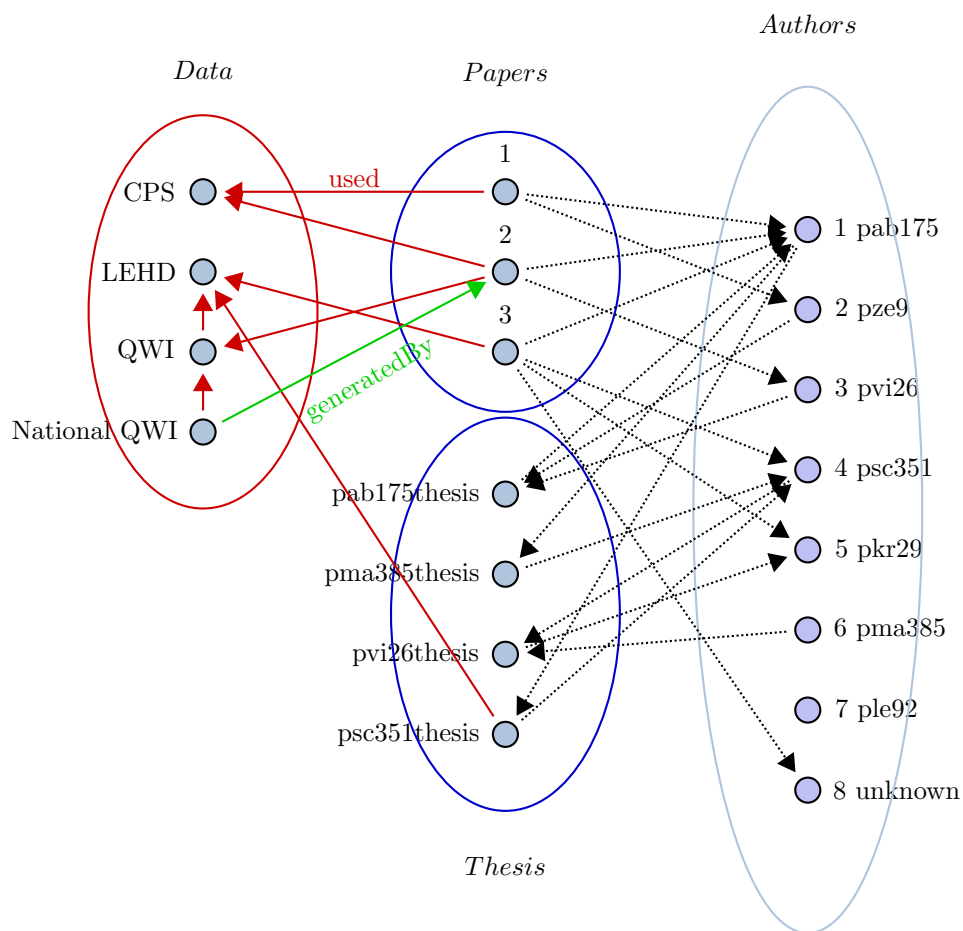 Authors
Data
Papers
1
CPS
used
2
1 pab175
LEHD
3
2 pze9
QWI
generatedBy
3 pvi26
National QWI
4 psc351
pab175thesis
5 pkr29
pma385thesis
6 pma385
pvi26thesis
7 ple92
psc351thesis
8 unknown
Thesis